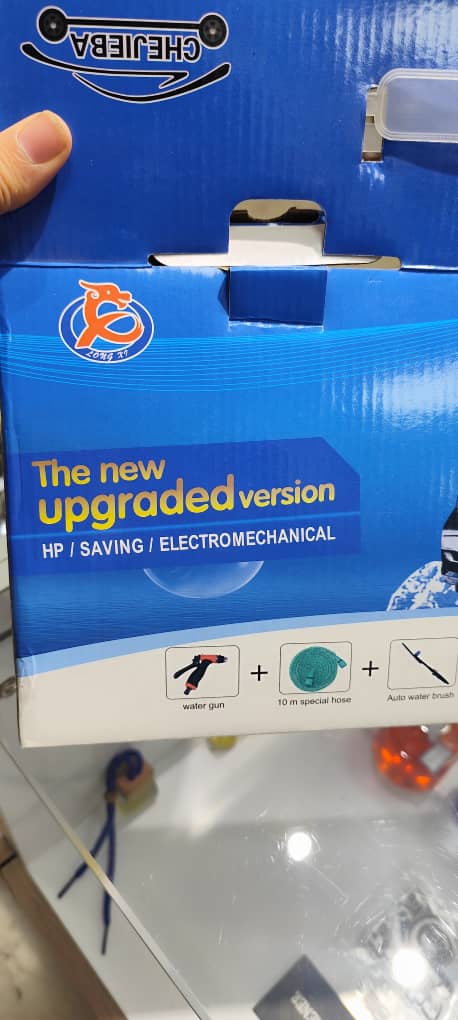 CHEJIEBA
LONG XI
The new
upgraded version
HP / SAVING / ELECTROMECHANICAL
+
+
water gun
10 m special hose
Auto water brush